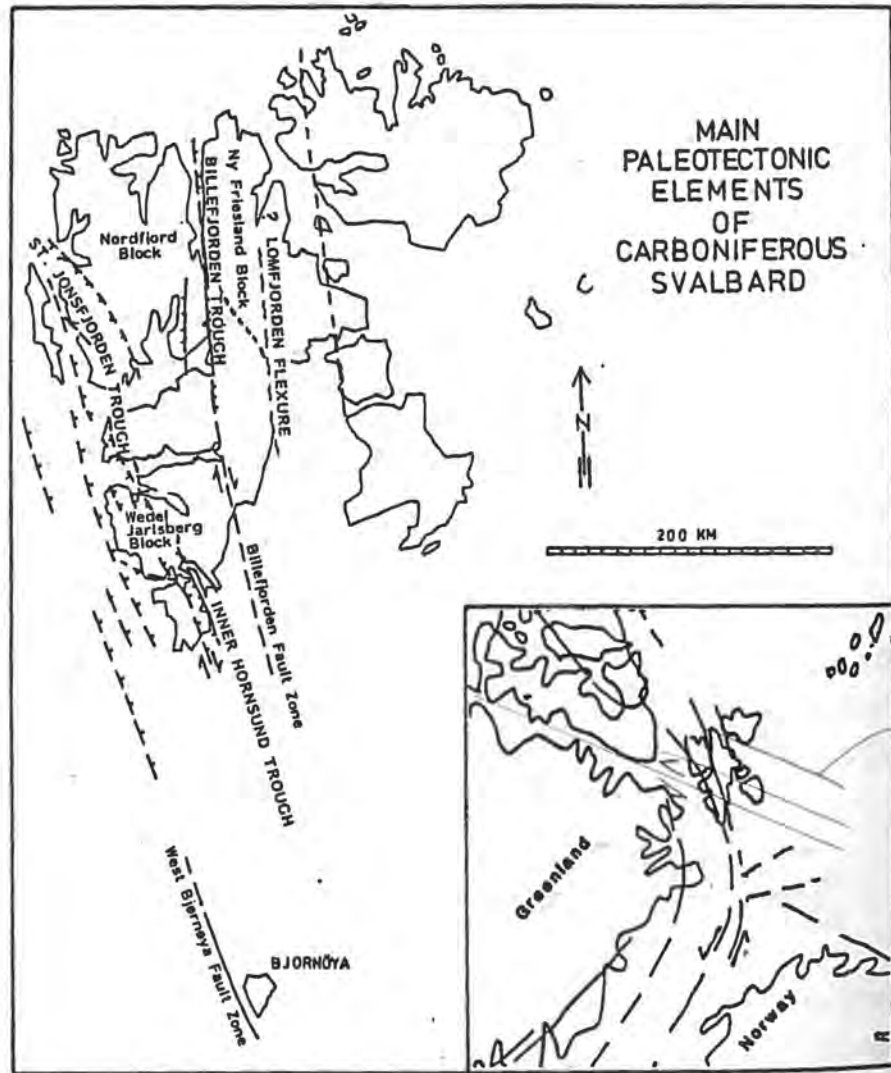 MAIN
PALEOTECTONIC
ELEMENTS
OF
CARBONIFEROUS
SVALBARD
Nordfjord
Block
ST. JONSFJORDEN TROUGH
BILLEFJORDEN TROUGH
Ny Friesland Block
?
LOMFJORDEN FLEXURE
N
200 KM
Wedel
Jarlsberg
Block
INNER HORNSUND TROUGH
Billefjorden Fault Zone
West Bjørnøya Fault Zone
BJORNÖYA
Greenland
Norway